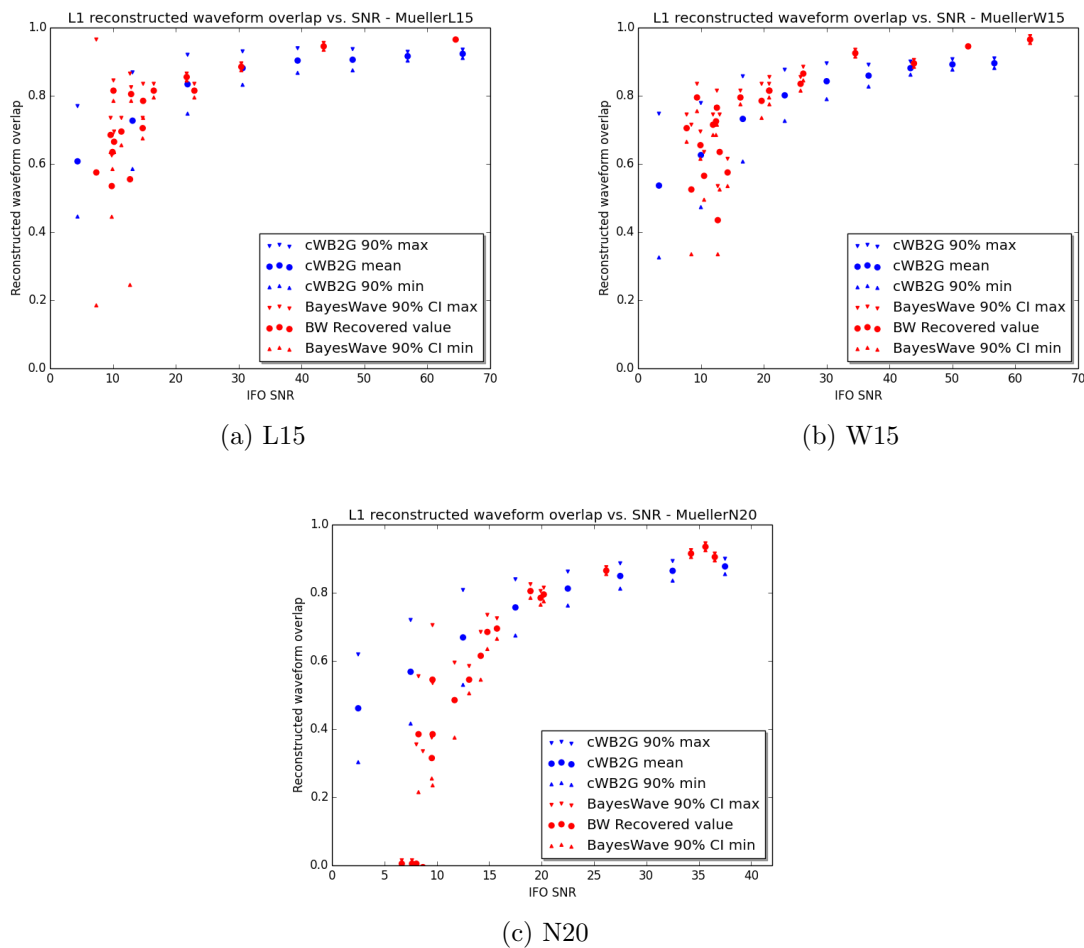 L1 reconstructed waveform overlap vs. SNR - MuellerL15
1.0
0.8
0.6
0.4
0.2
0.0
Reconstructed waveform overlap
cWB2G 90% max
cWB2G mean
cWB2G 90% min
BayesWave 90% CI max
BW Recovered value
BayesWave 90% CI min
0 10 20 30 40 50 60 70
IFO SNR
(a) L15
L1 reconstructed waveform overlap vs. SNR - MuellerW15
1.0
0.8
0.6
0.4
0.2
0.0
Reconstructed waveform overlap
cWB2G 90% max
cWB2G mean
cWB2G 90% min
BayesWave 90% CI max
BW Recovered value
BayesWave 90% CI min
0 10 20 30 40 50 60 70
IFO SNR
(b) W15
L1 reconstructed waveform overlap vs. SNR - MuellerN20
1.0
0.8
0.6
0.4
0.2
0.0
Reconstructed waveform overlap
cWB2G 90% max
cWB2G mean
cWB2G 90% min
BayesWave 90% CI max
BW Recovered value
BayesWave 90% CI min
0 5 10 15 20 25 30 35 40
IFO SNR
(c) N20